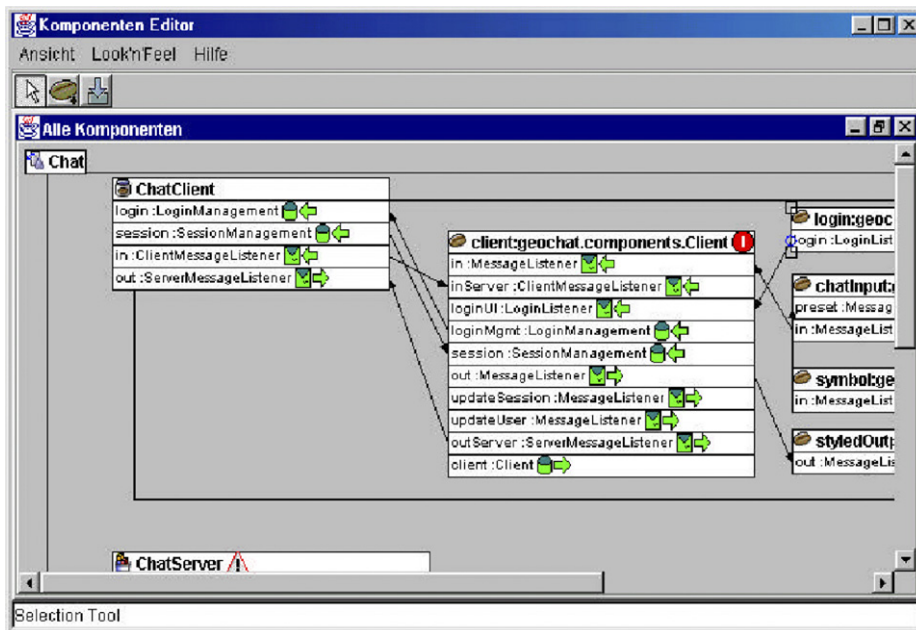 Komponenten Editor
Ansicht Look'n'Feel Hilfe
Alle Komponenten
Chat
ChatClient
login :LoginManagement
session :SessionManagement
in :ClientMessageListener
out :ServerMessageListener
client:geochat.components.Client
in :MessageListener
inServer :ClientMessageListener
loginUI :LoginListener
loginMgmt :LoginManagement
session :SessionManagement
out :MessageListener
updateSession :MessageListener
updateUser :MessageListener
outServer :ServerMessageListener
client :Client
login:geoc
login :LoginList
chatInput:g
preset :Messag
in :MessageList
symbol:ge
in :MessageList
styledOutp
out :MessageLis
ChatServer
Selection Tool